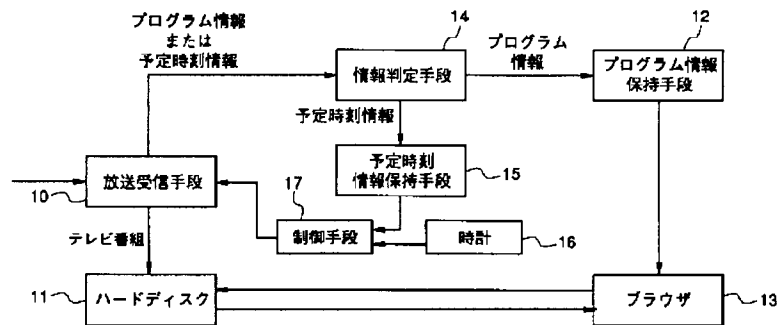 プログラム情報
または
予定時刻情報
14
情報判定手段
プログラム
情報
12
プログラム情報
保持手段
予定時刻情報
予定時刻
情報保持手段
15
放送受信手段
10
17
制御手段
時計
16
テレビ番組
11
ハードディスク
ブラウザ
13